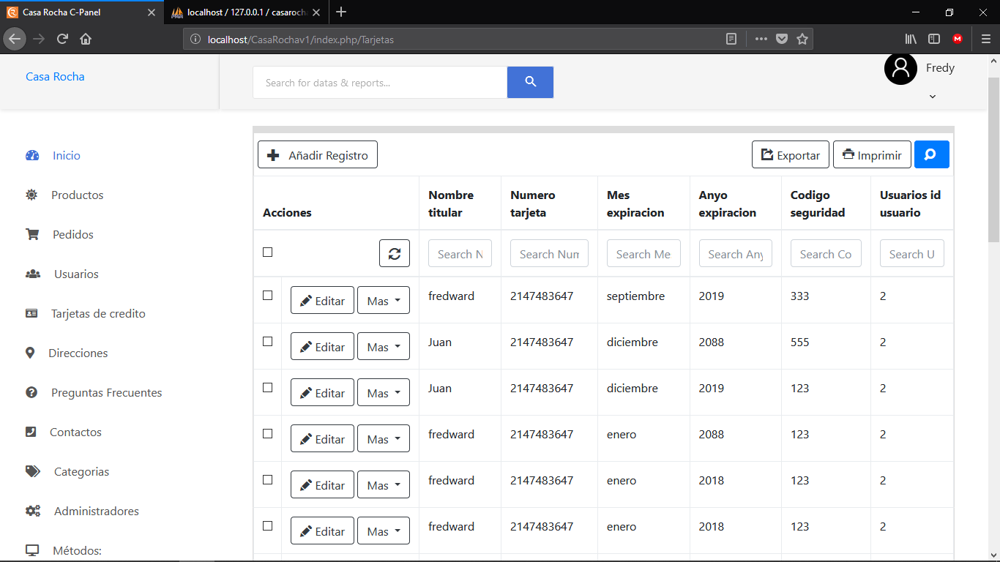 Casa Rocha C-Panel
localhost / 127.0.0.1 / casarocha
localhost/CasaRochav1/index.php/Tarjetas
Casa Rocha
Search for datas & reports...
Fredy
Inicio
Productos
Pedidos
Usuarios
Tarjetas de credito
Direcciones
Preguntas Frecuentes
Contactos
Categorias
Administradores
Métodos:
Añadir Registro
Exportar
Imprimir
Acciones
Nombre titular
Numero tarjeta
Mes expiracion
Anyo expiracion
Codigo seguridad
Usuarios id usuario
Search N
Search Num
Search Me
Search Any
Search Co
Search U
Editar Mas fredward 2147483647 septiembre 2019 333 2
Editar Mas Juan 2147483647 diciembre 2088 555 2
Editar Mas Juan 2147483647 diciembre 2019 123 2
Editar Mas fredward 2147483647 enero 2088 123 2
Editar Mas fredward 2147483647 enero 2018 123 2
Editar Mas fredward 2147483647 enero 2018 123 2